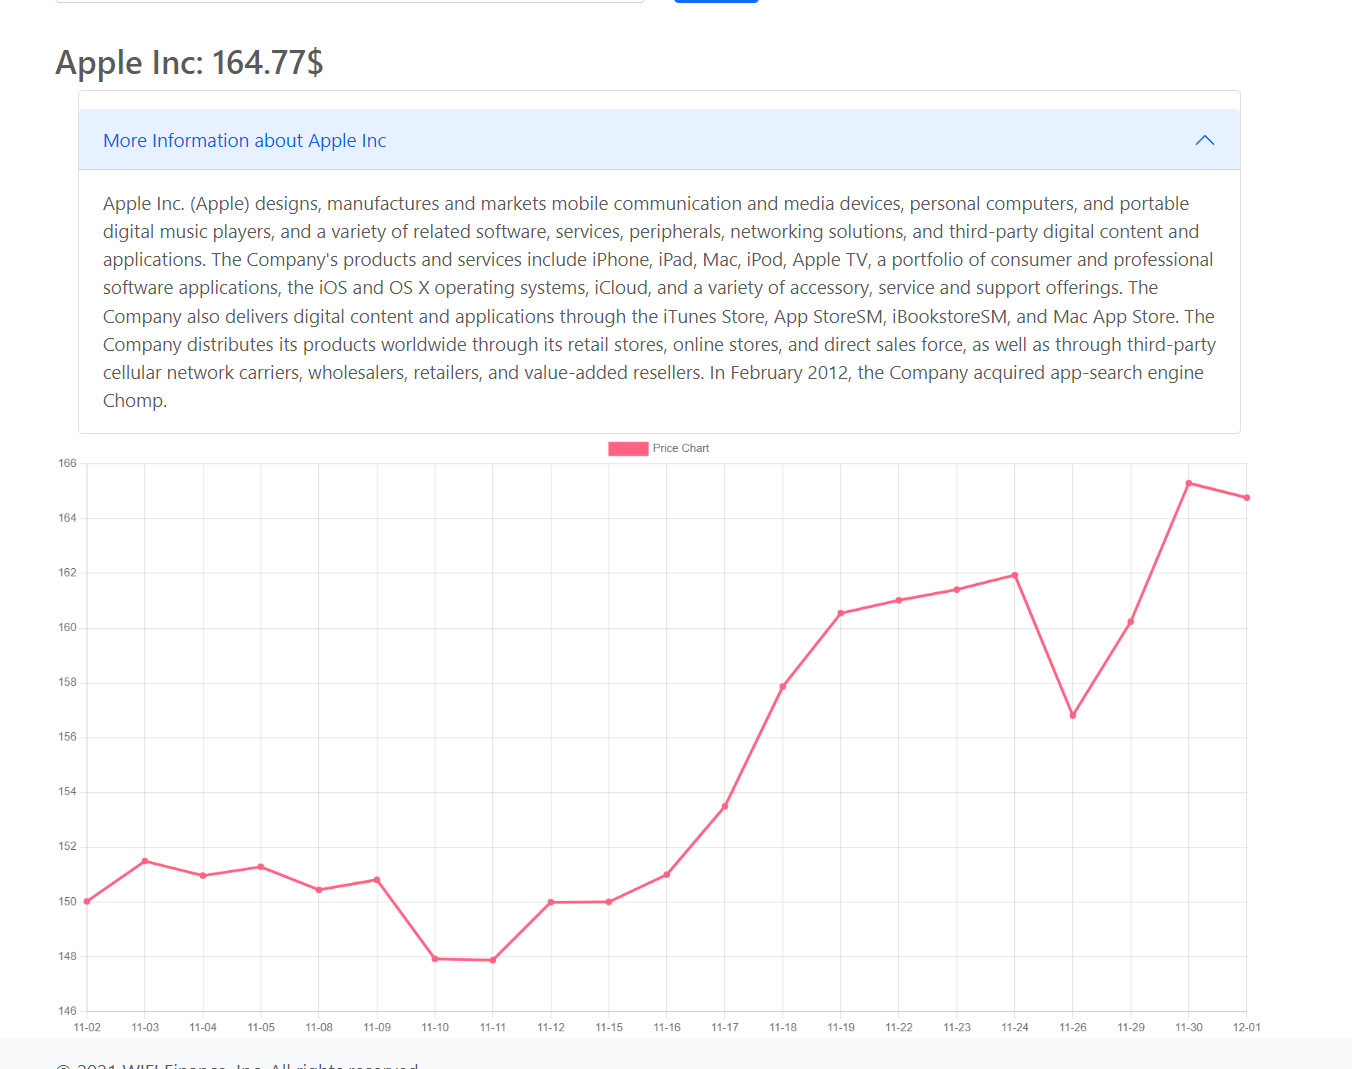 Apple Inc: 164.77$
More Information about Apple Inc
Apple Inc. (Apple) designs, manufactures and markets mobile communication and media devices, personal computers, and portable
digital music players, and a variety of related software, services, peripherals, networking solutions, and third-party digital content and
applications. The Company's products and services include iPhone, iPad, Mac, iPod, Apple TV, a portfolio of consumer and professional
software applications, the iOS and OS X operating systems, iCloud, and a variety of accessory, service and support offerings. The
Company also delivers digital content and applications through the iTunes Store, App StoreSM, iBookstoreSM, and Mac App Store. The
Company distributes its products worldwide through its retail stores, online stores, and direct sales force, as well as through third-party
cellular network carriers, wholesalers, retailers, and value-added resellers. In February 2012, the Company acquired app-search engine
Chomp.
Price Chart
166
164
162
160
158
156
154
152
150
148
146
11-02 11-03 11-04 11-05 11-08 11-09 11-10 11-11 11-12 11-15 11-16 11-17 11-18 11-19 11-22 11-23 11-24 11-26 11-29 11-30 12-01
© 2021 WIFI Finance, Inc. All rights reserved